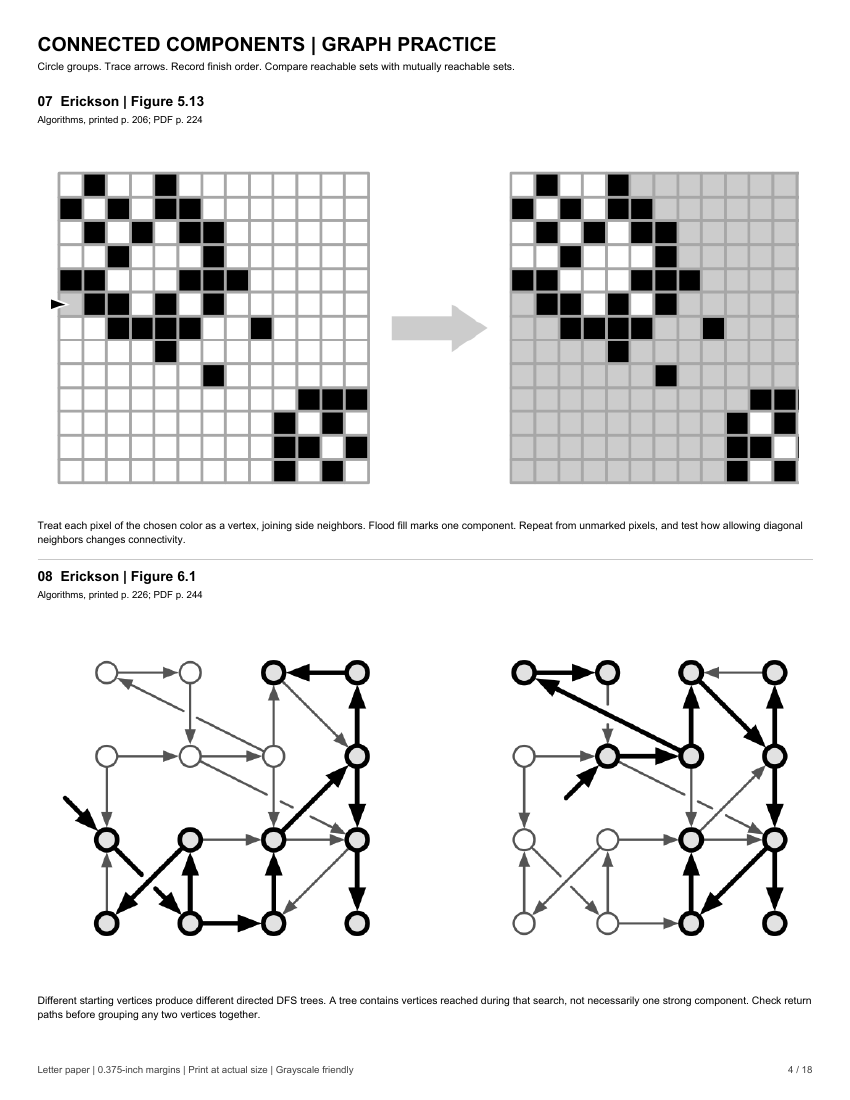 CONNECTED COMPONENTS | GRAPH PRACTICE
Circle groups. Trace arrows. Record finish order. Compare reachable sets with mutually reachable sets.
07 Erickson | Figure 5.13
Algorithms, printed p. 206; PDF p. 224
Treat each pixel of the chosen color as a vertex, joining side neighbors. Flood fill marks one component. Repeat from unmarked pixels, and test how allowing diagonal
neighbors changes connectivity.
08 Erickson | Figure 6.1
Algorithms, printed p. 226; PDF p. 244
Different starting vertices produce different directed DFS trees. A tree contains vertices reached during that search, not necessarily one strong component. Check return
paths before grouping any two vertices together.
Letter paper | 0.375-inch margins | Print at actual size | Grayscale friendly
4 / 18